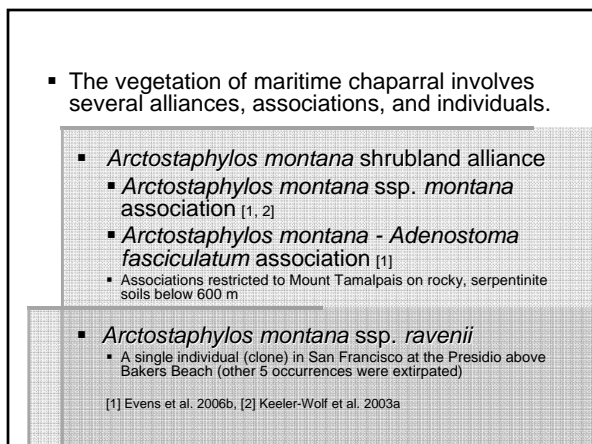 ▪ The vegetation of maritime chaparral involves
several alliances, associations, and individuals.
▪ Arctostaphylos montana shrubland alliance
▪ Arctostaphylos montana ssp. montana
association [1, 2]
▪ Arctostaphylos montana - Adenostoma
fasciculatum association [1]
▪ Associations restricted to Mount Tamalpais on rocky, serpentinite
soils below 600 m
▪ Arctostaphylos montana ssp. ravenii
▪ A single individual (clone) in San Francisco at the Presidio above
Bakers Beach (other 5 occurrences were extirpated)
[1] Evens et al. 2006b, [2] Keeler-Wolf et al. 2003a